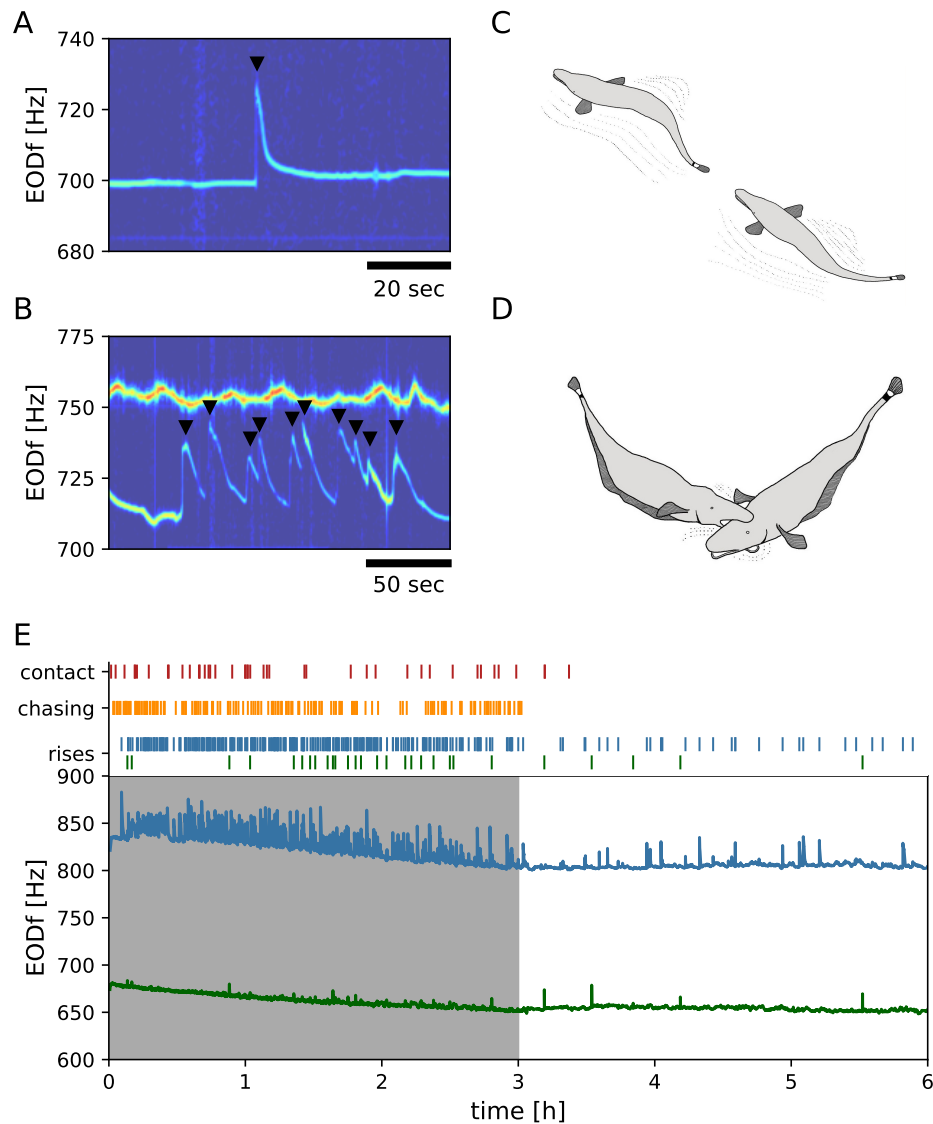 A
740
720
700
680
EODf [Hz]
20 sec
B
775
750
725
700
EODf [Hz]
50 sec
C
D
E
contact
chasing
rises
900
850
800
750
700
650
600
EODf [Hz]
0 1 2 3 4 5 6
time [h]